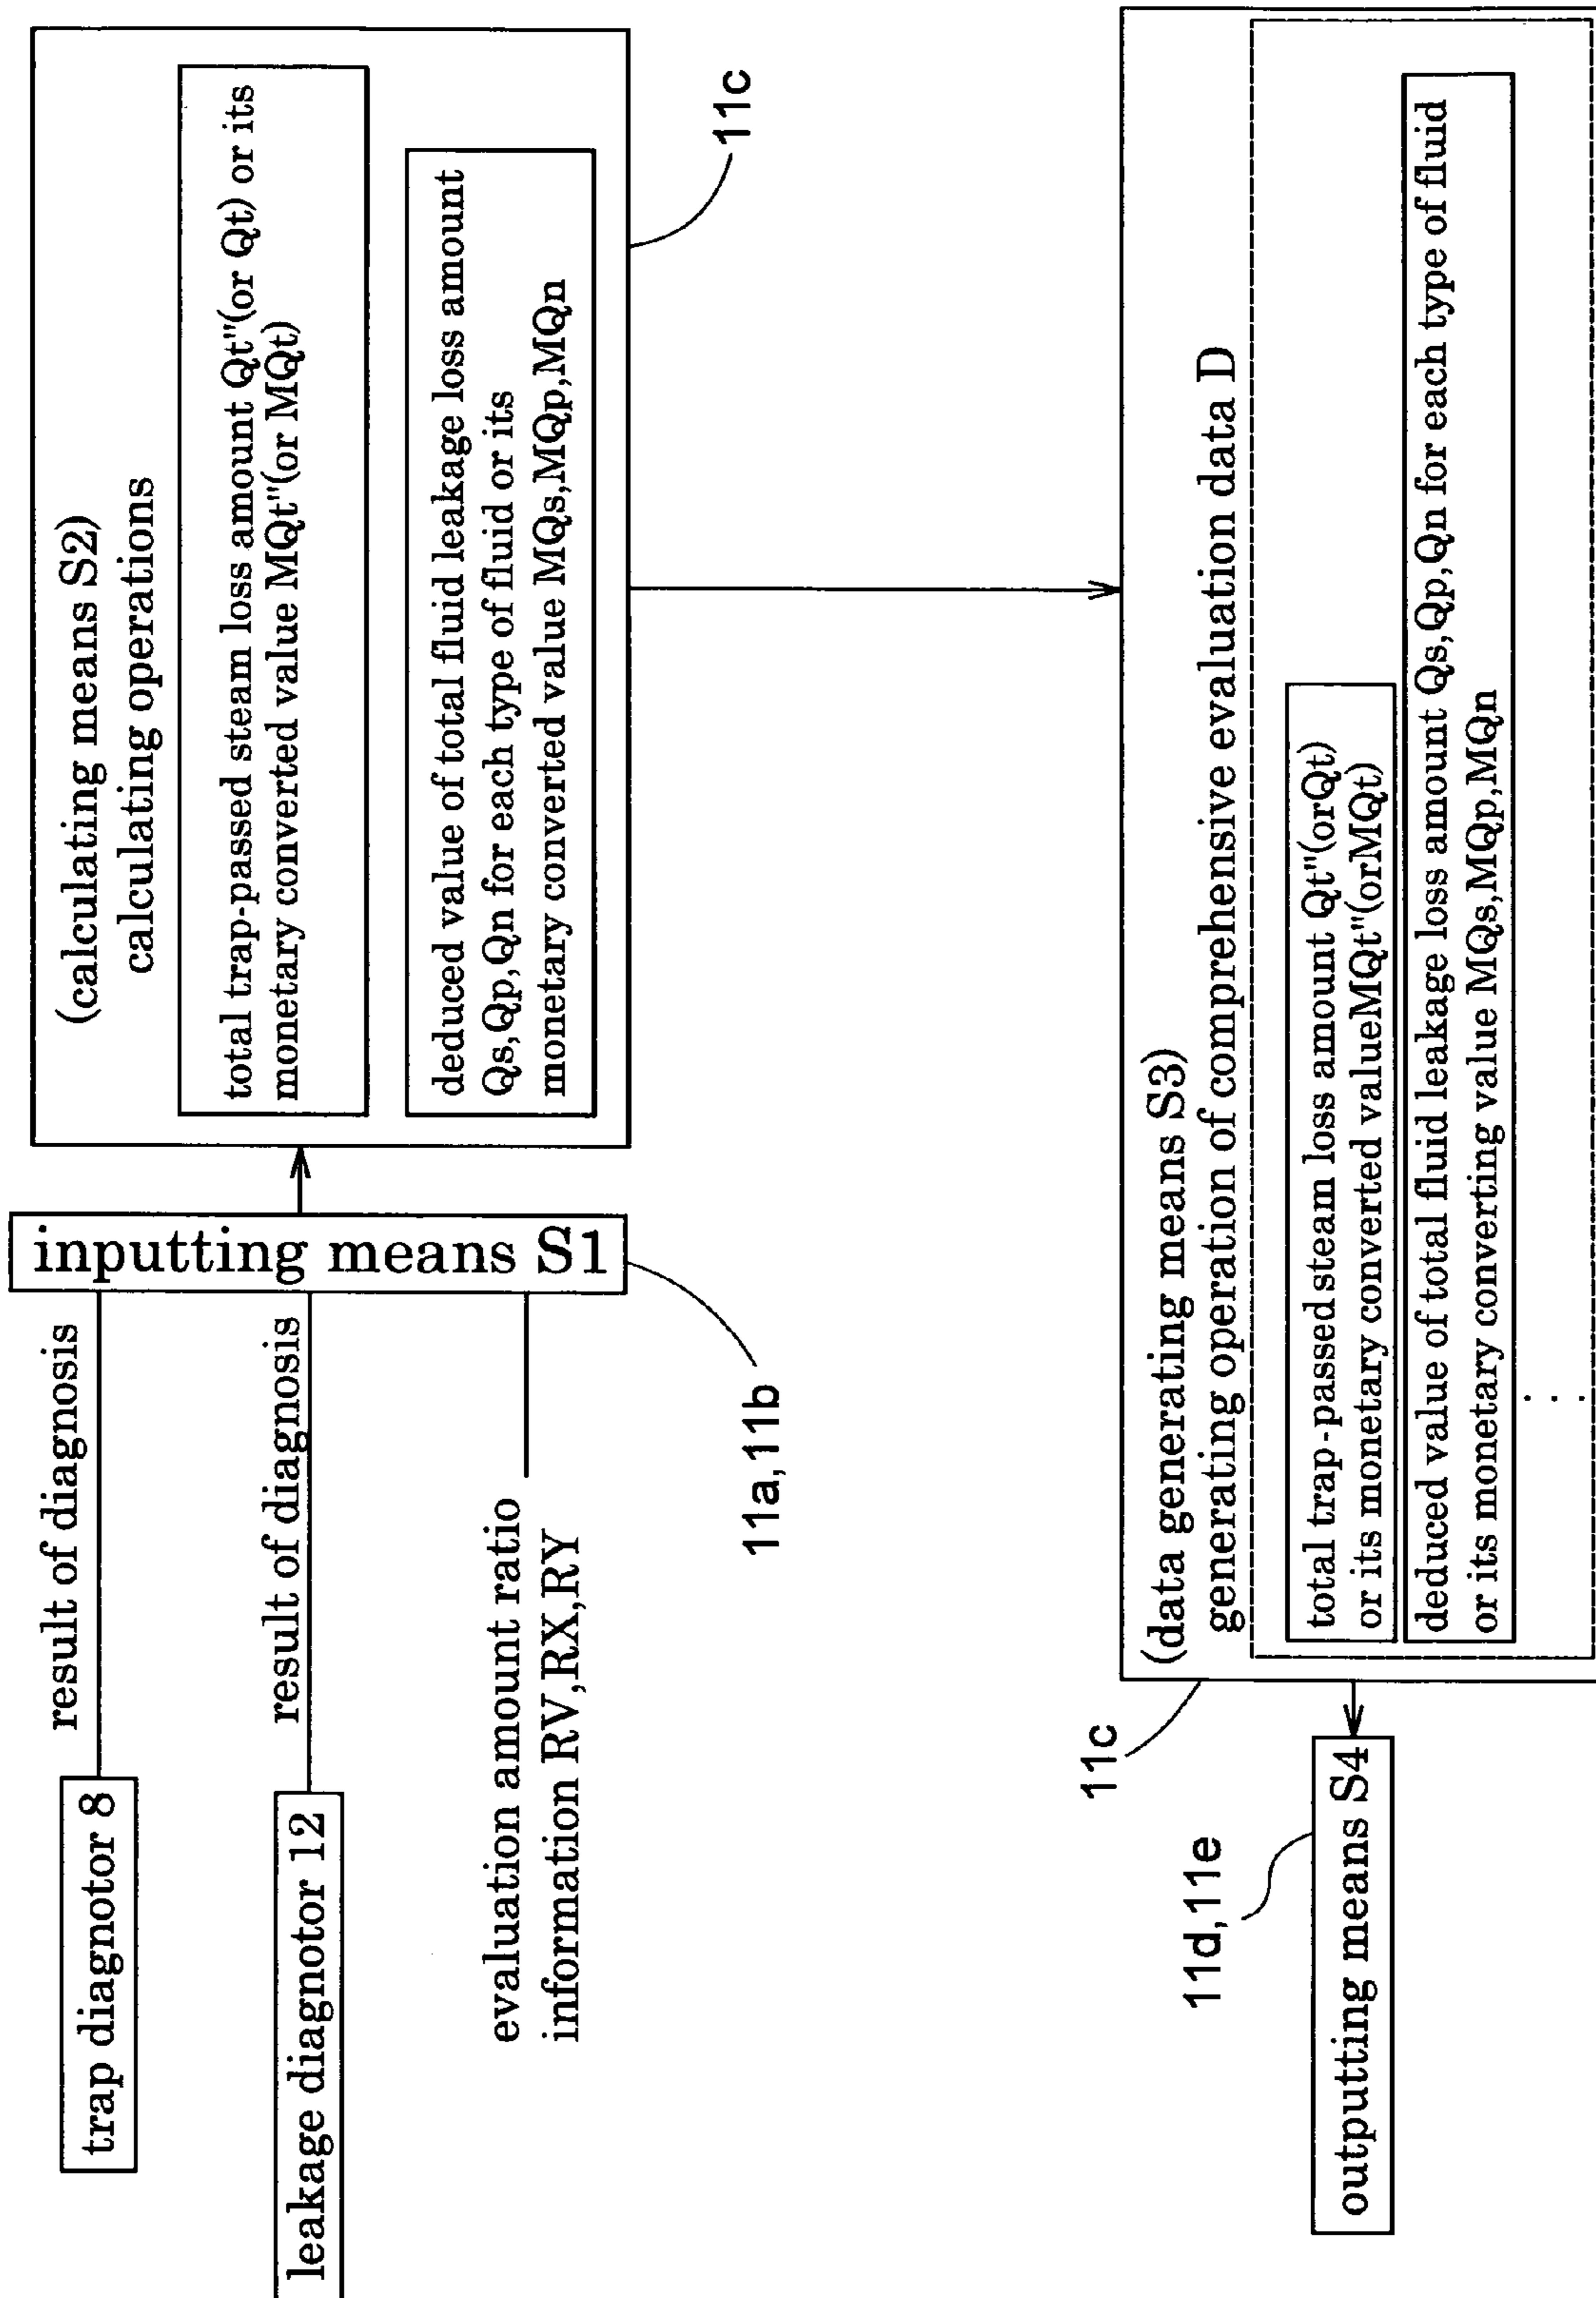 trap diagnotor 8
result of diagnosis
leakage diagnotor 12
result of diagnosis
evaluation amount ratio
information RV,RX,RY
inputting means S1
11a,11b
(calculating means S2)
calculating operations
total trap-passed steam loss amount Qt"(or Qt) or its
monetary converted value MQt"(or MQt)
deduced value of total fluid leakage loss amount
Qs,Qp,Qn for each type of fluid or its
monetary converted value MQs,MQp,MQn
11c
(data generating means S3)
generating operation of comprehensive evaluation data D
total trap-passed steam loss amount Qt"(orQt)
or its monetary converted valueMQt"(orMQt)
deduced value of total fluid leakage loss amount Qs,Qp,Qn for each type of fluid
or its monetary converting value MQs,MQp,MQn
. . .
11c
11d,11e
outputting means S4